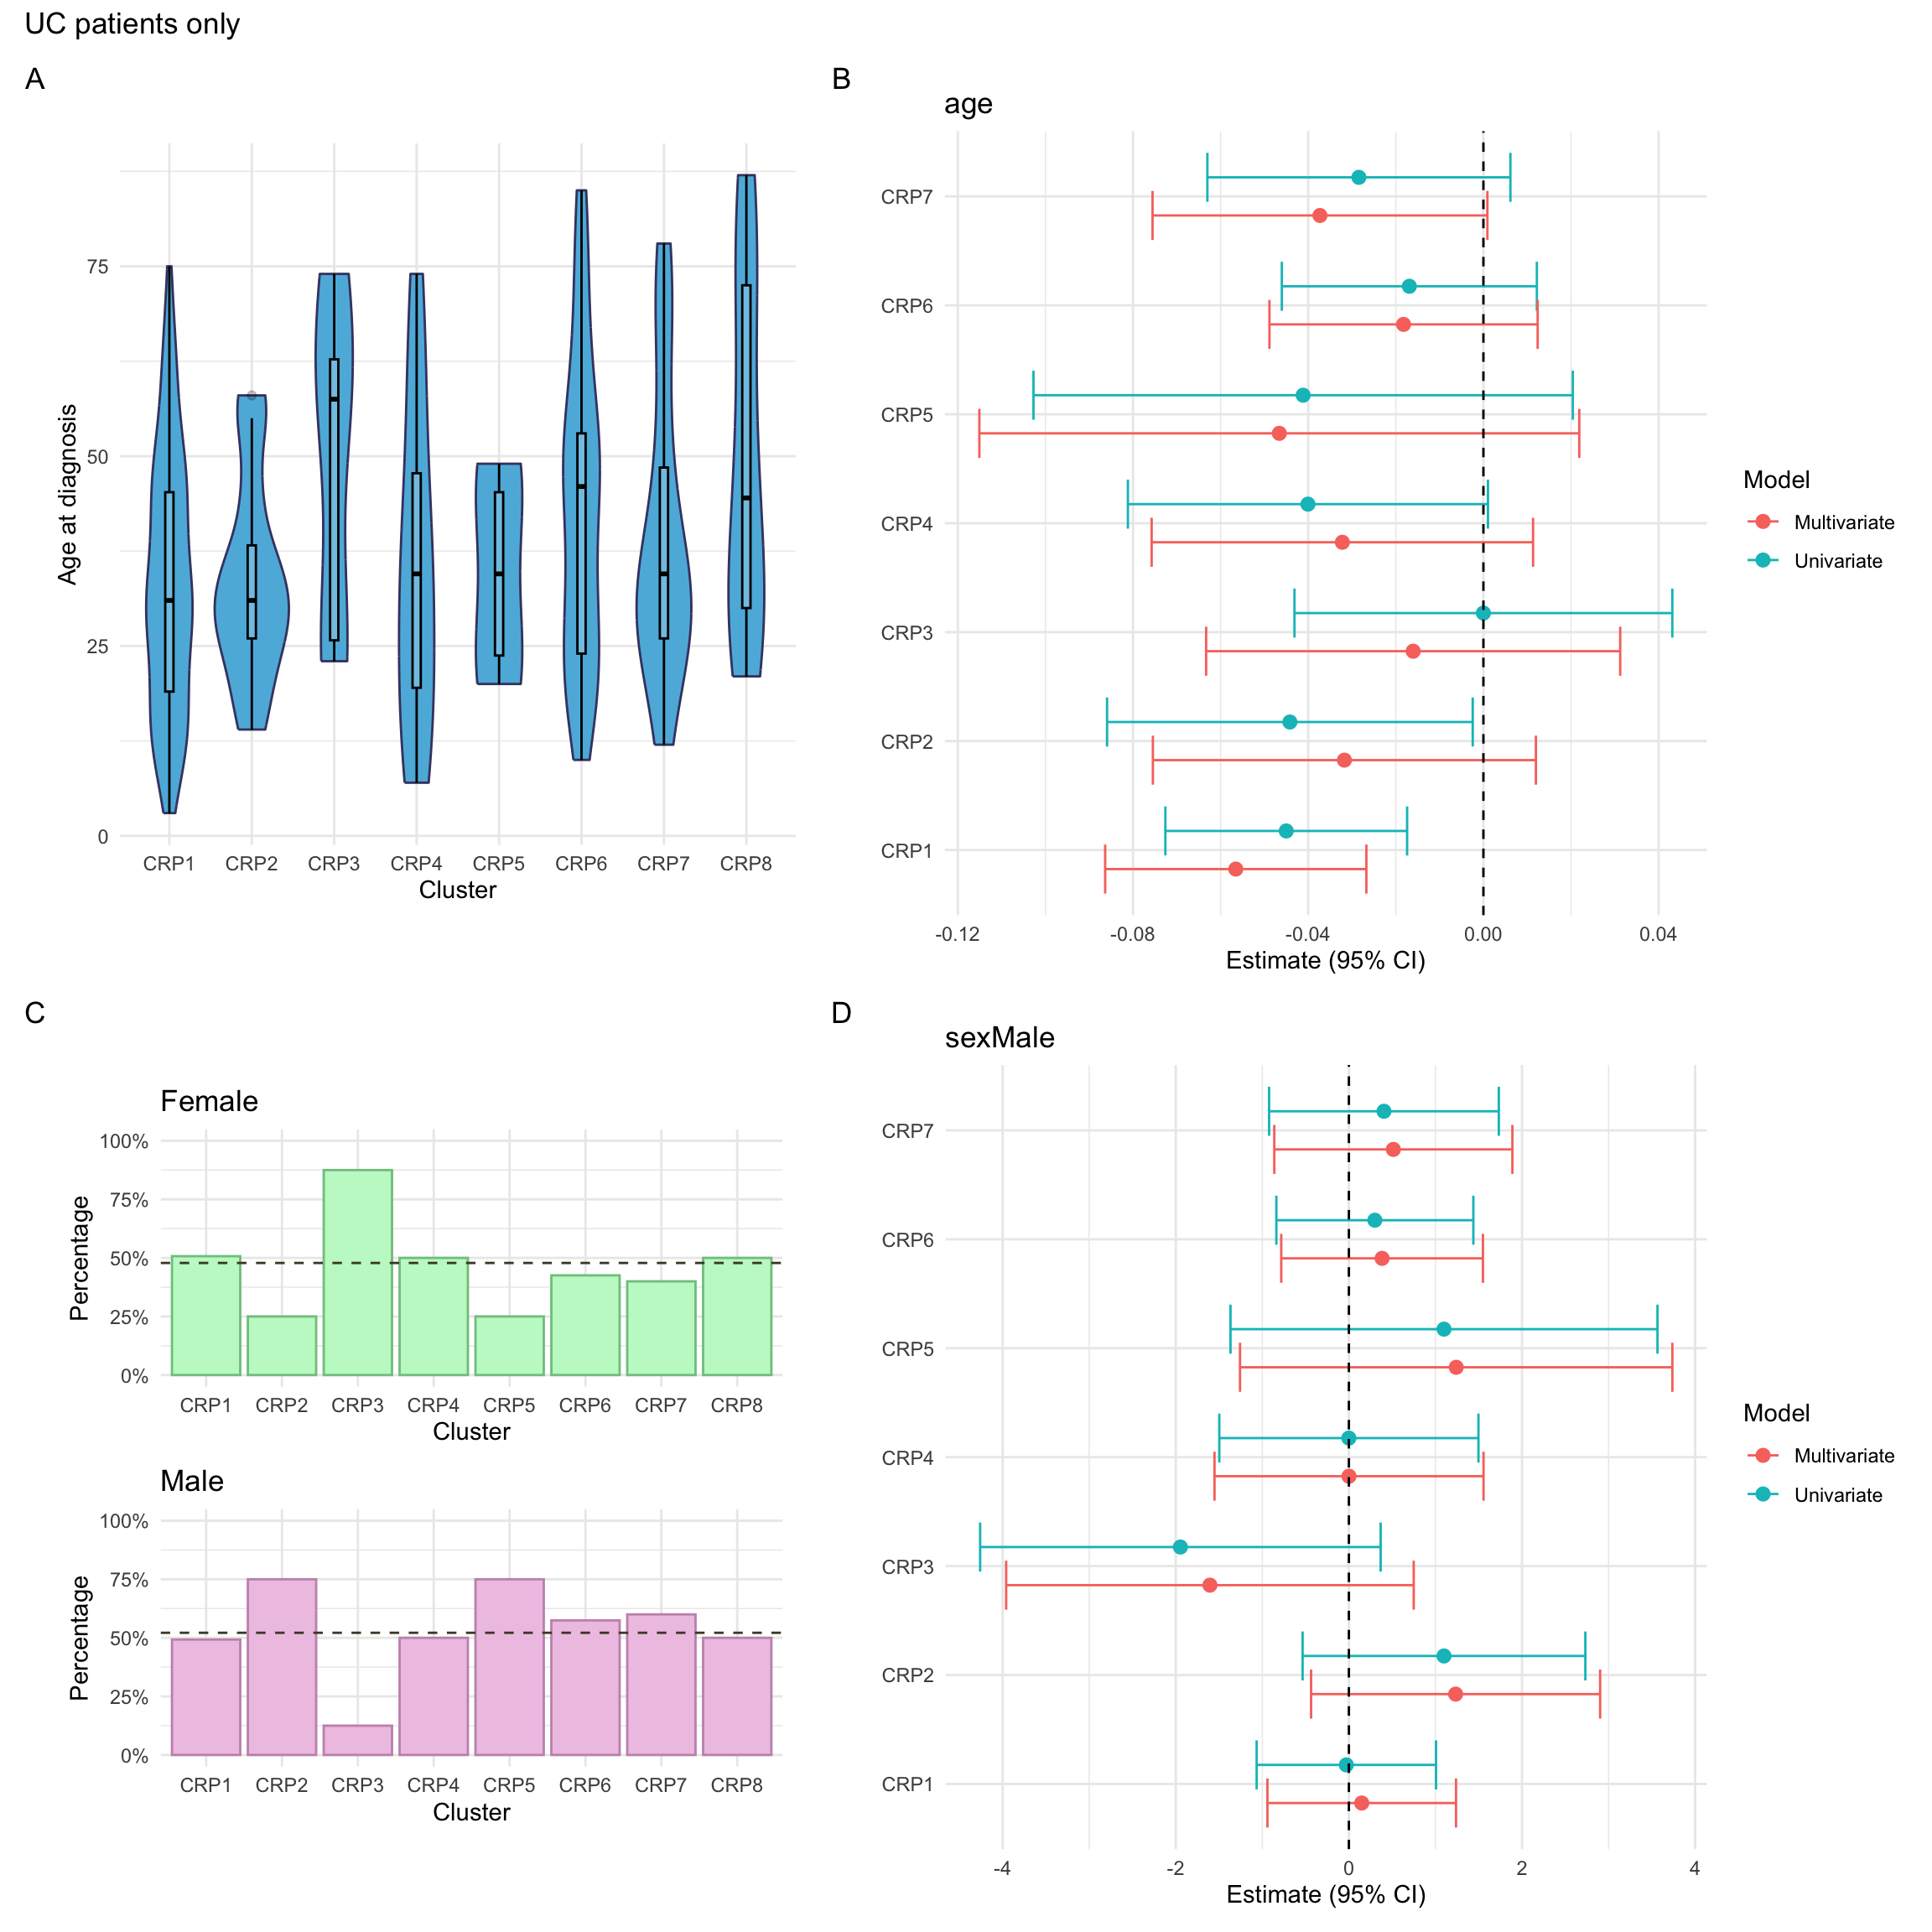 UC patients only
A
Age at diagnosis
75
50
25
0
CRP1 CRP2 CRP3 CRP4 CRP5 CRP6 CRP7 CRP8
Cluster
B
age
CRP7
CRP6
CRP5
CRP4
CRP3
CRP2
CRP1
-0.12 -0.08 -0.04 0.00 0.04
Estimate (95% CI)
Model
Multivariate
Univariate
C
Female
Percentage
100%
75%
50%
25%
0%
CRP1 CRP2 CRP3 CRP4 CRP5 CRP6 CRP7 CRP8
Cluster
Male
Percentage
100%
75%
50%
25%
0%
CRP1 CRP2 CRP3 CRP4 CRP5 CRP6 CRP7 CRP8
Cluster
D
sexMale
CRP7
CRP6
CRP5
CRP4
CRP3
CRP2
CRP1
-4 -2 0 2 4
Estimate (95% CI)
Model
Multivariate
Univariate